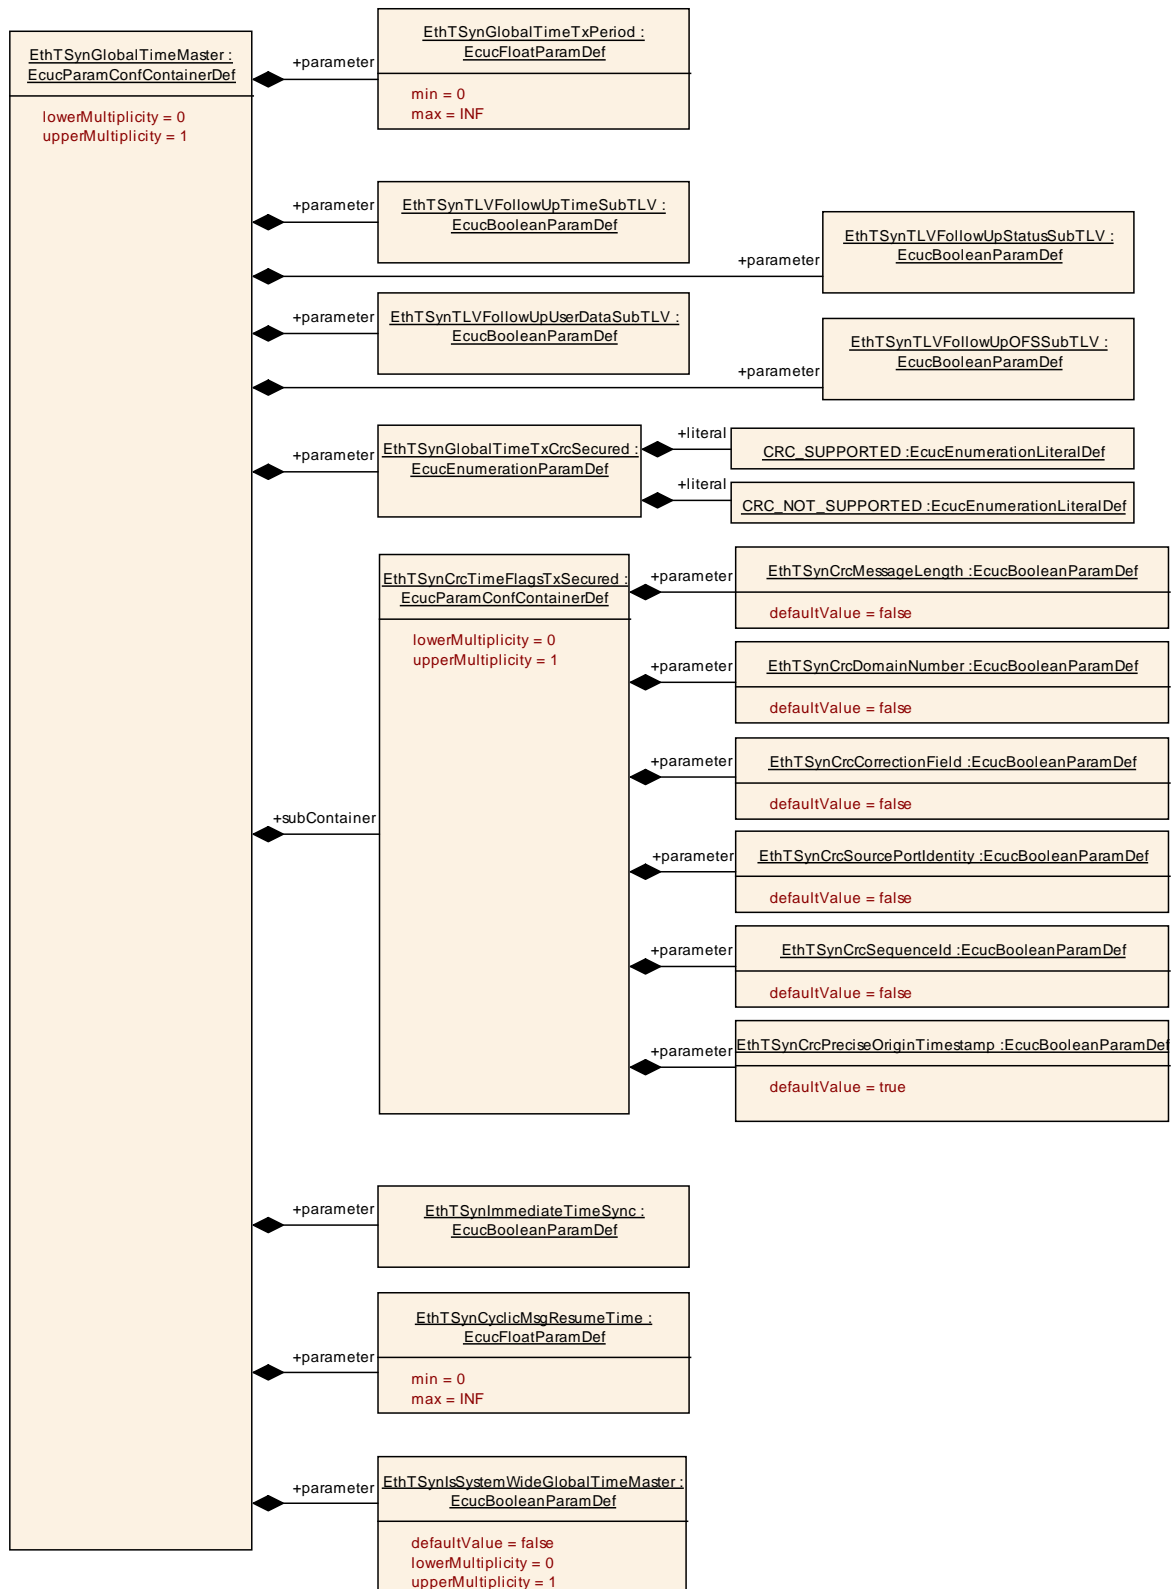 EthTSynGlobalTimeMaster :
EcucParamConfContainerDef
lowerMultiplicity = 0
upperMultiplicity = 1
+parameter
EthTSynGlobalTimeTxPeriod :
EcucFloatParamDef
min = 0
max = INF
+parameter
EthTSynTLVFollowUpTimeSubTLV :
EcucBooleanParamDef
+parameter
EthTSynTLVFollowUpStatusSubTLV :
EcucBooleanParamDef
+parameter
EthTSynTLVFollowUpUserDataSubTLV :
EcucBooleanParamDef
+parameter
EthTSynTLVFollowUpOFSSubTLV :
EcucBooleanParamDef
+parameter
EthTSynGlobalTimeTxCrcSecured :
EcucEnumerationParamDef
+literal
CRC_SUPPORTED :EcucEnumerationLiteralDef
+literal
CRC_NOT_SUPPORTED :EcucEnumerationLiteralDef
+subContainer
EthTSynCrcTimeFlagsTxSecured :
EcucParamConfContainerDef
lowerMultiplicity = 0
upperMultiplicity = 1
+parameter
EthTSynCrcMessageLength :EcucBooleanParamDef
defaultValue = false
+parameter
EthTSynCrcDomainNumber :EcucBooleanParamDef
defaultValue = false
+parameter
EthTSynCrcCorrectionField :EcucBooleanParamDef
defaultValue = false
+parameter
EthTSynCrcSourcePortIdentity :EcucBooleanParamDef
defaultValue = false
+parameter
EthTSynCrcSequenceId :EcucBooleanParamDef
defaultValue = false
+parameter
EthTSynCrcPreciseOriginTimestamp :EcucBooleanParamDef
defaultValue = true
+parameter
EthTSynImmediateTimeSync :
EcucBooleanParamDef
+parameter
EthTSynCyclicMsgResumeTime :
EcucFloatParamDef
min = 0
max = INF
+parameter
EthTSynIsSystemWideGlobalTimeMaster :
EcucBooleanParamDef
defaultValue = false
lowerMultiplicity = 0
upperMultiplicity = 1